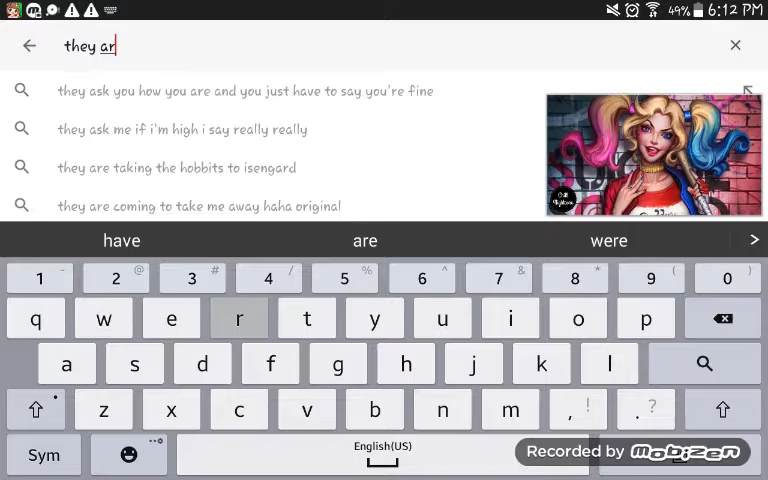 49% 6:12 PM
they ar
they ask you how you are and you just have to say you're fine
they ask me if i'm high i say really really
they are taking the hobbits to isengard
they are coming to take me away haha original
have are were
1 - 2 @ 3 # 4 / 5 % 6 ^ 7 & 8 * 9 ( 0 )
q w e r t y u i o p
a s d f g h j k l
z x c v b n m , ! . ?
Sym English(US)
Recorded by mobizen